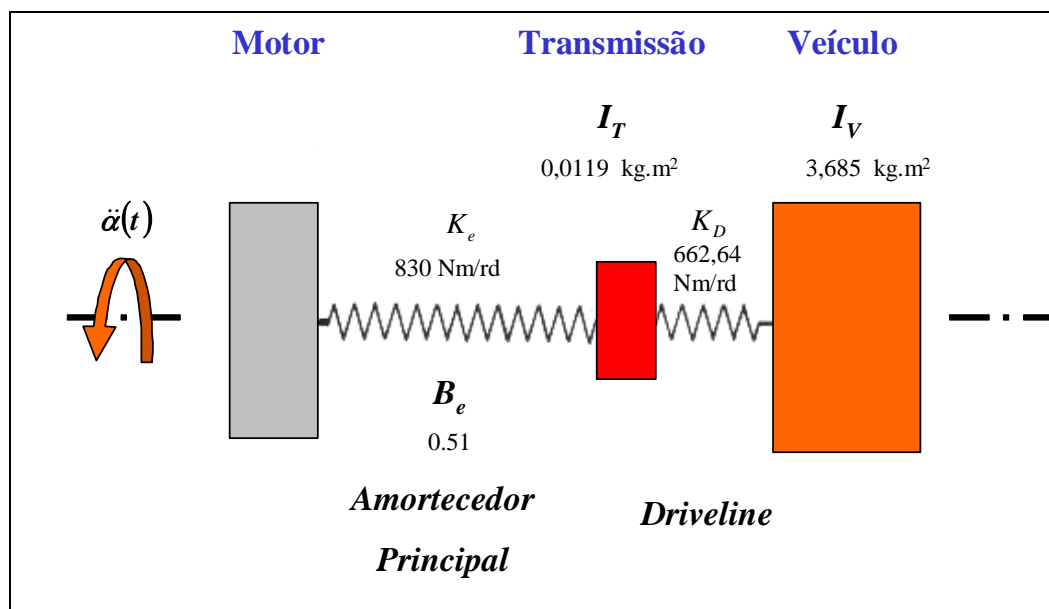 Motor Transmissão Veículo
I_T I_V
0,0119 kg.m² 3,685 kg.m²
α̈(t)
K_e K_D
830 Nm/rd 662,64
Nm/rd
B_e
0.51
Amortecedor Driveline
Principal